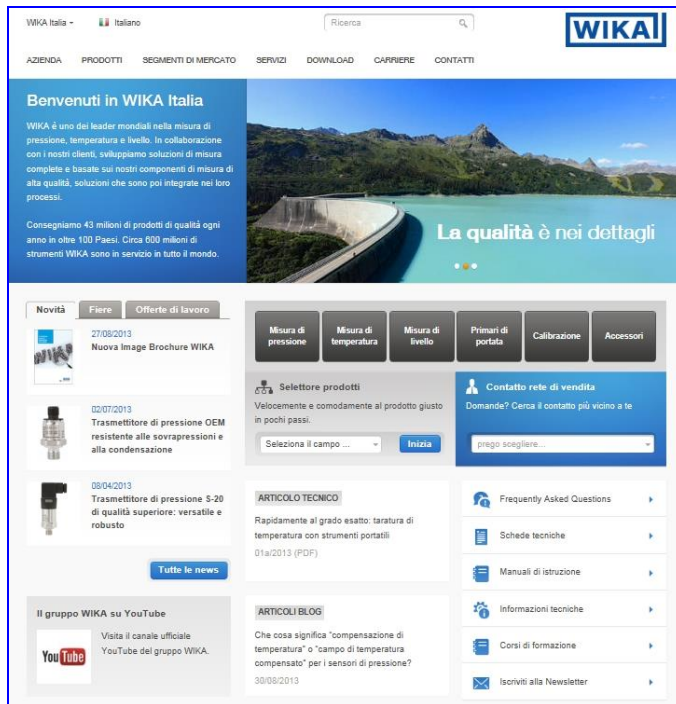 WIKA Italia
Italiano
Ricerca
WIKA
AZIENDA PRODOTTI SEGMENTI DI MERCATO SERVIZI DOWNLOAD CARRIERE CONTATTI
Benvenuti in WIKA Italia
WIKA é uno dei leader mondiali nella misura di
pressione, temperatura e livello. In collaborazione
con i nostri clienti, sviluppiamo soluzioni di misura
complete e basate sui nostri componenti di misura di
alta qualità, soluzioni che sono poi integrate nei loro
processi.
Consegniamo 43 milioni di prodotti di qualità ogni
anno in oltre 100 Paesi. Circa 600 milioni di
strumenti WIKA sono in servizio in tutto il mondo.
La qualità è nei dettagli
Novità Fiere Offerte di lavoro
27/08/2013
Nuova Image Brochure WIKA
02/07/2013
Trasmettitore di pressione OEM
resistente alle sovrapressioni e
alla condensazione
08/04/2013
Trasmettitore di pressione S-20
di qualità superiore: versatile e
robusto
Tutte le news
Il gruppo WIKA su YouTube
YouTube
Visita il canale ufficiale
YouTube del gruppo WIKA.
Misura di
pressione
Misura di
temperatura
Misura di
livello
Primari di
portata
Calibrazione
Accessori
Selettore prodotti
Velocemente e comodamente al prodotto giusto
in pochi passi.
Seleziona il campo ...
Inizia
Contatto rete di vendita
Domande? Cerca il contatto più vicino a te
prego scegliere...
ARTICOLO TECNICO
Rapidamente al grado esatto: taratura di
temperatura con strumenti portatili
01a/2013 (PDF)
ARTICOLI BLOG
Che cosa significa "compensazione di
temperatura" o "campo di temperatura
compensato" per i sensori di pressione?
30/08/2013
Frequently Asked Questions
Schede tecniche
Manuali di istruzione
Informazioni tecniche
Corsi di formazione
Iscriviti alla Newsletter